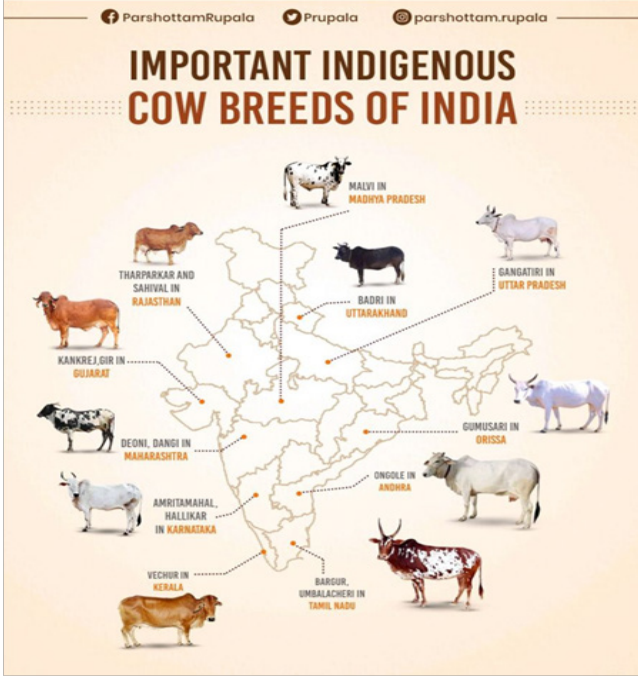 ParshottamRupala Prupala parshottam.rupala
IMPORTANT INDIGENOUS
COW BREEDS OF INDIA
MALVI IN
MADHYA PRADESH
THARPARKAR AND
SAHIVAL IN
RAJASTHAN
BADRI IN
UTTARAKHAND
GANGATIRI IN
UTTAR PRADESH
KANKREJ,GIR IN
GUJARAT
DEONI, DANGI IN
MAHARASHTRA
GUMUSARI IN
ORISSA
ONGOLE IN
ANDHRA
AMRITAMAHAL,
HALLIKAR
IN KARNATAKA
VECHUR IN
KERALA
BARGUR,
UMBALACHERI IN
TAMIL NADU